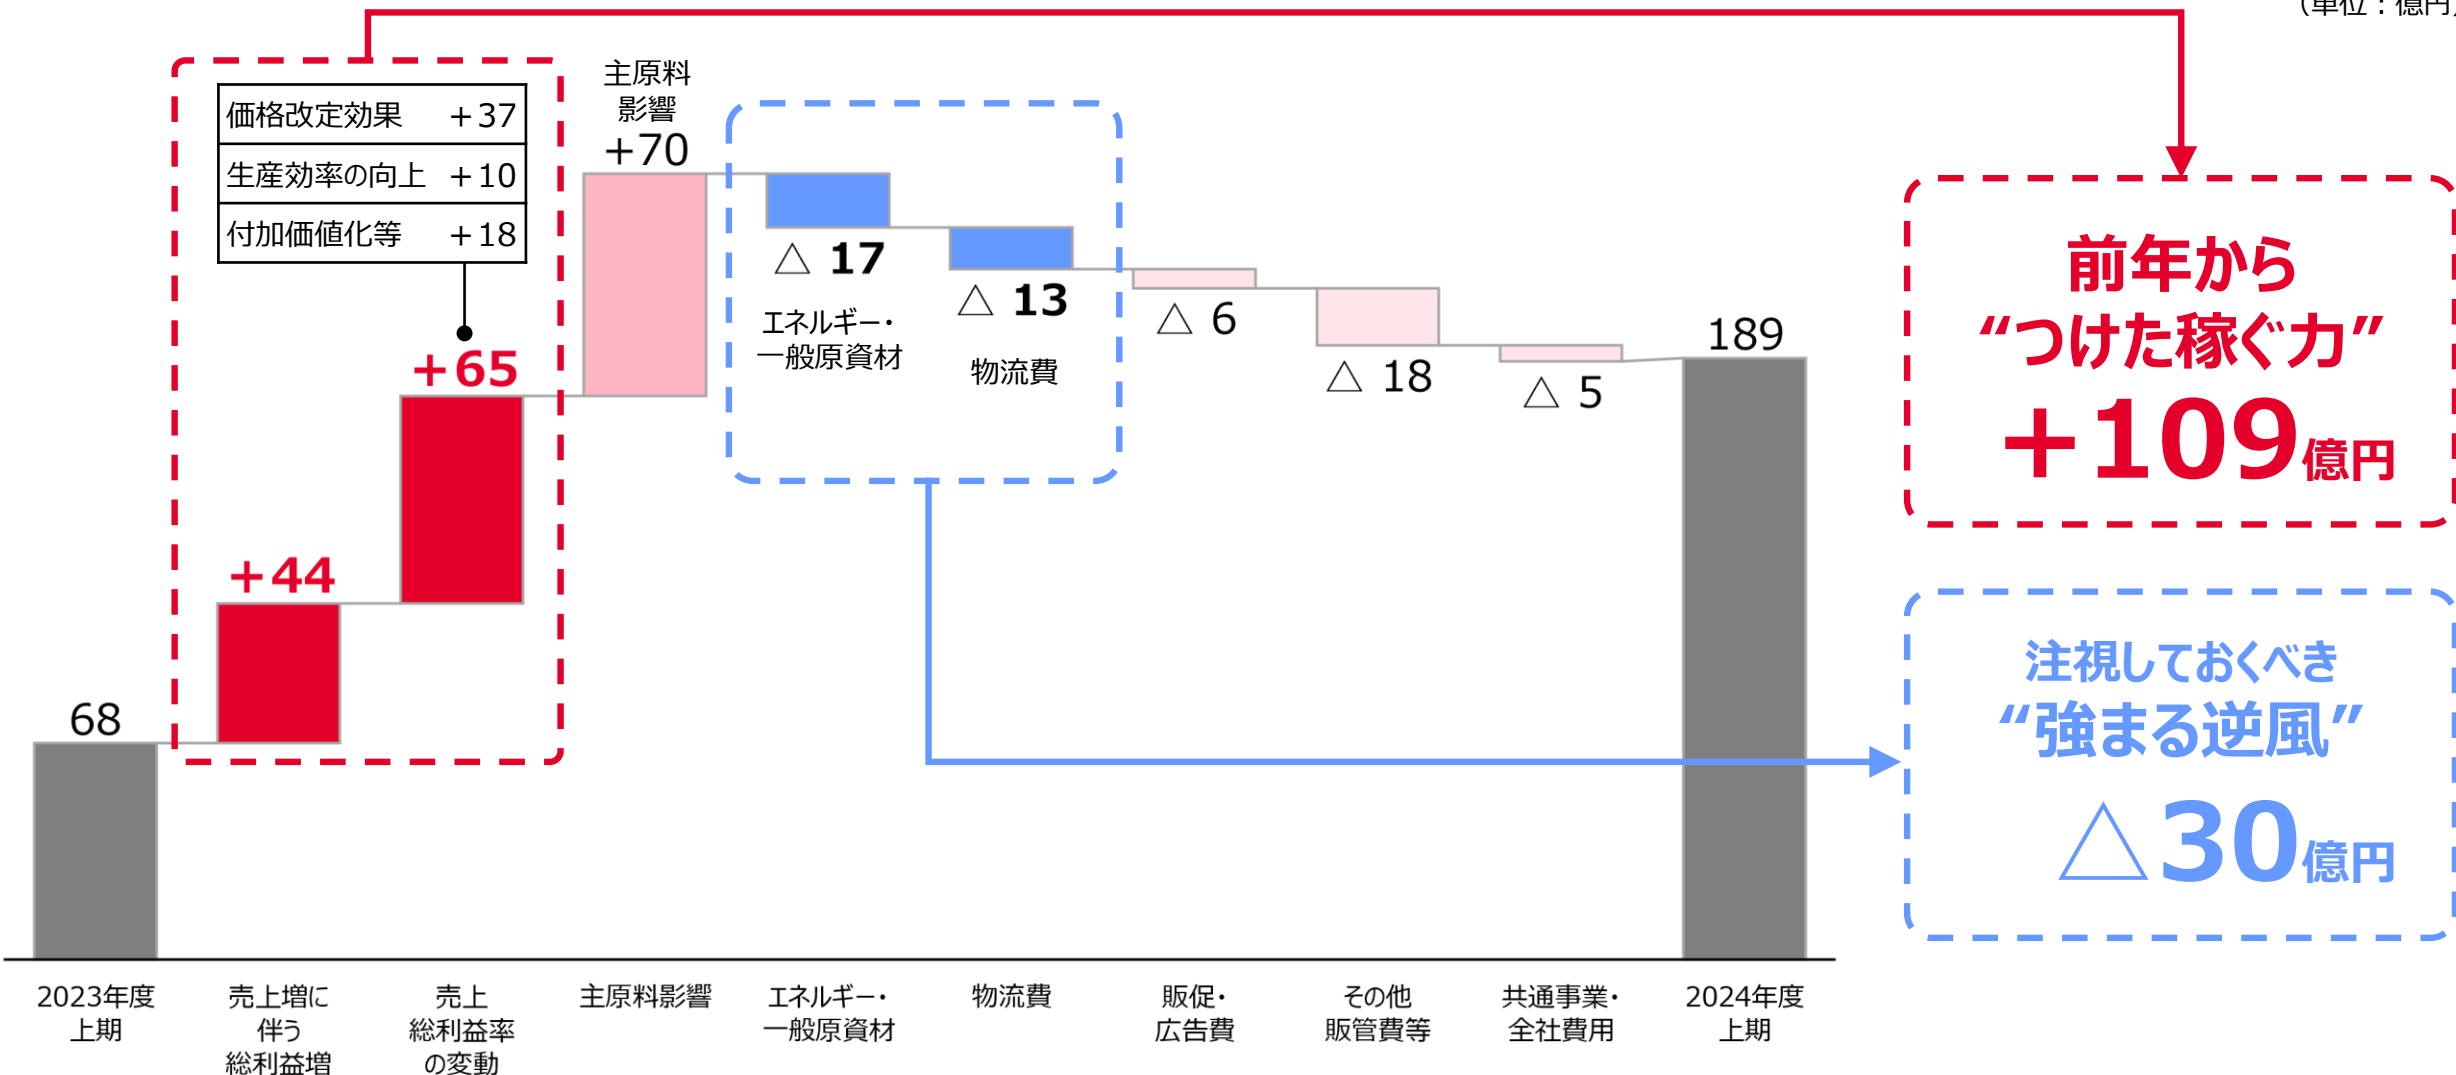 （単位：億円）
価格改定効果 +37
生産効率の向上 +10
付加価値化等 +18
主原料
影響
+70
68
+44
+65
△ 17
エネルギー・
一般原資材
△ 13
物流費
△ 6
△ 18
△ 5
189
前年から
“つけた稼ぐ力”
+109億円
注視しておくべき
“強まる逆風”
△30億円
2023年度
上期
売上増に
伴う
総利益増
売上
総利益率
の変動
主原料影響
エネルギー・
一般原資材
物流費
販促・
広告費
その他
販管費等
共通事業・
全社費用
2024年度
上期